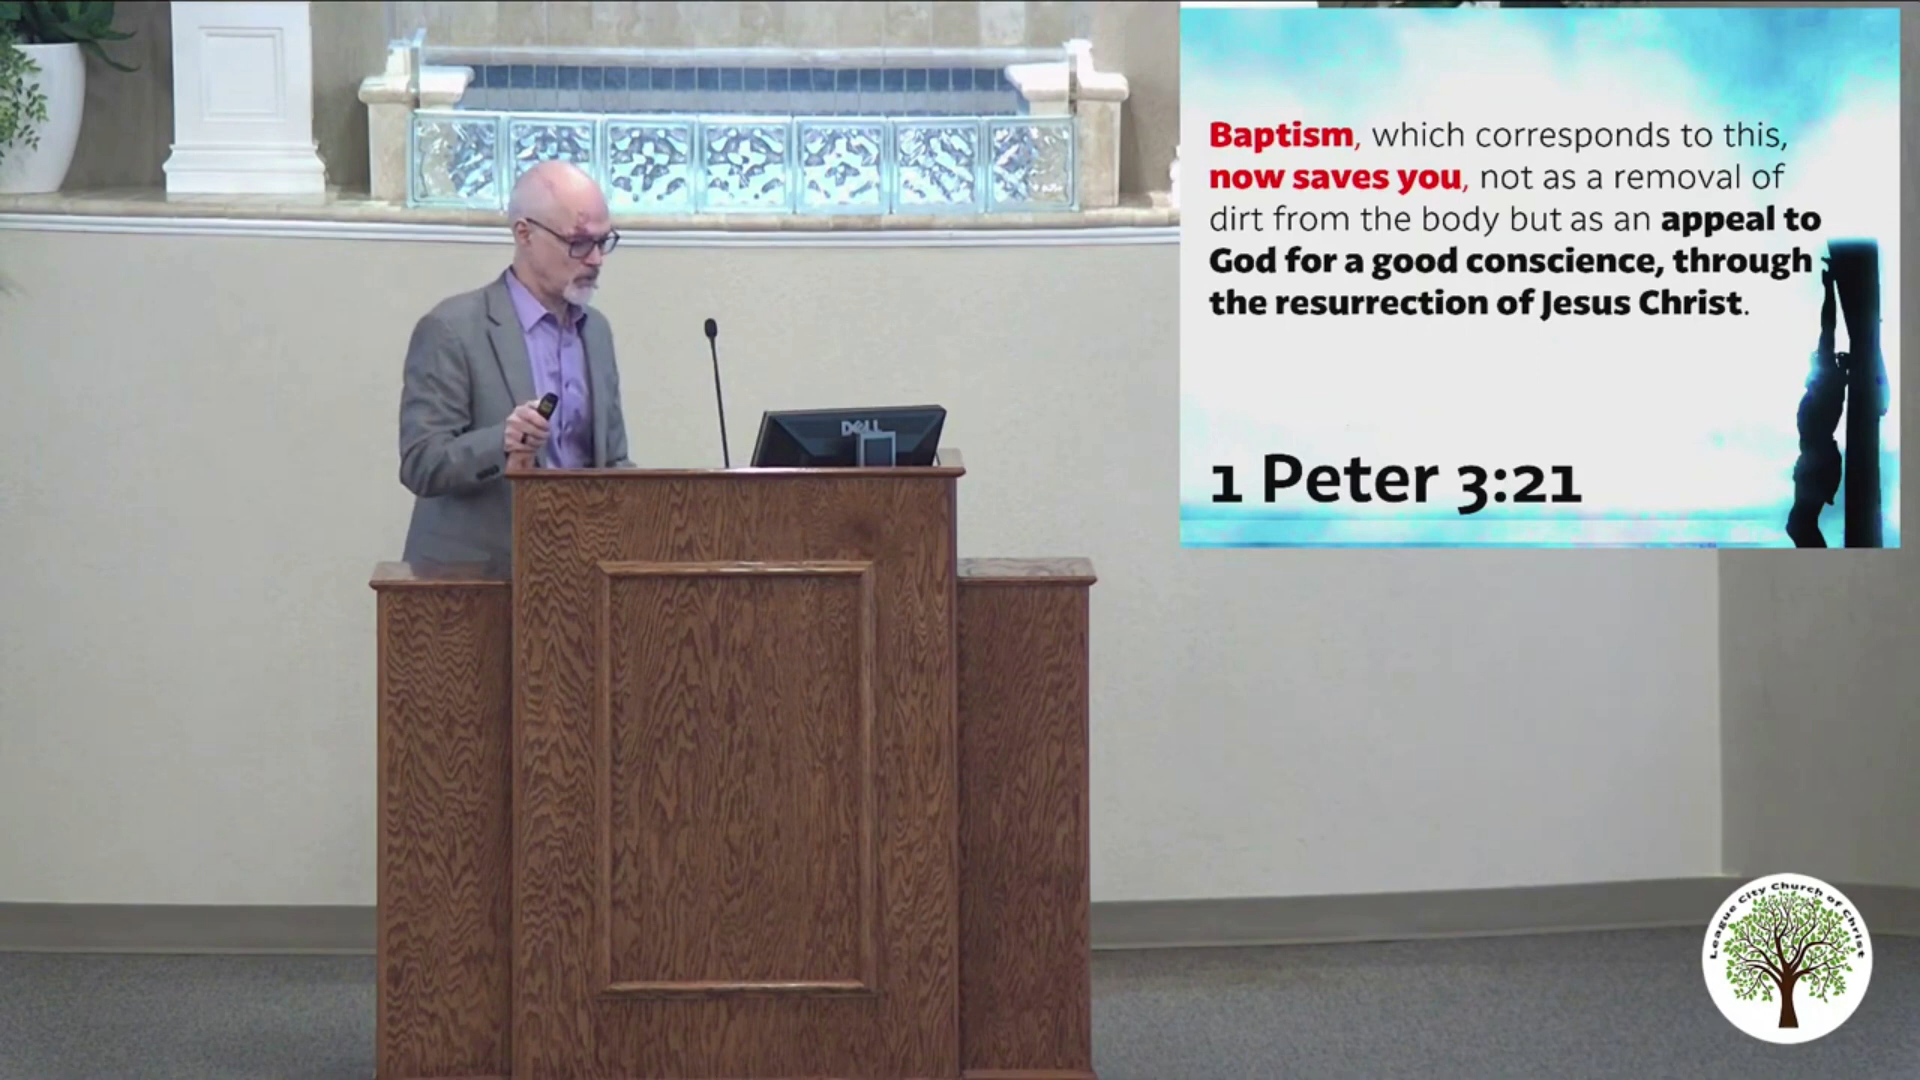 Baptism, which corresponds to this,
now saves you, not as a removal of
dirt from the body but as an appeal to
God for a good conscience, through
the resurrection of Jesus Christ.
1 Peter 3:21
DELL
League City Church of Christ